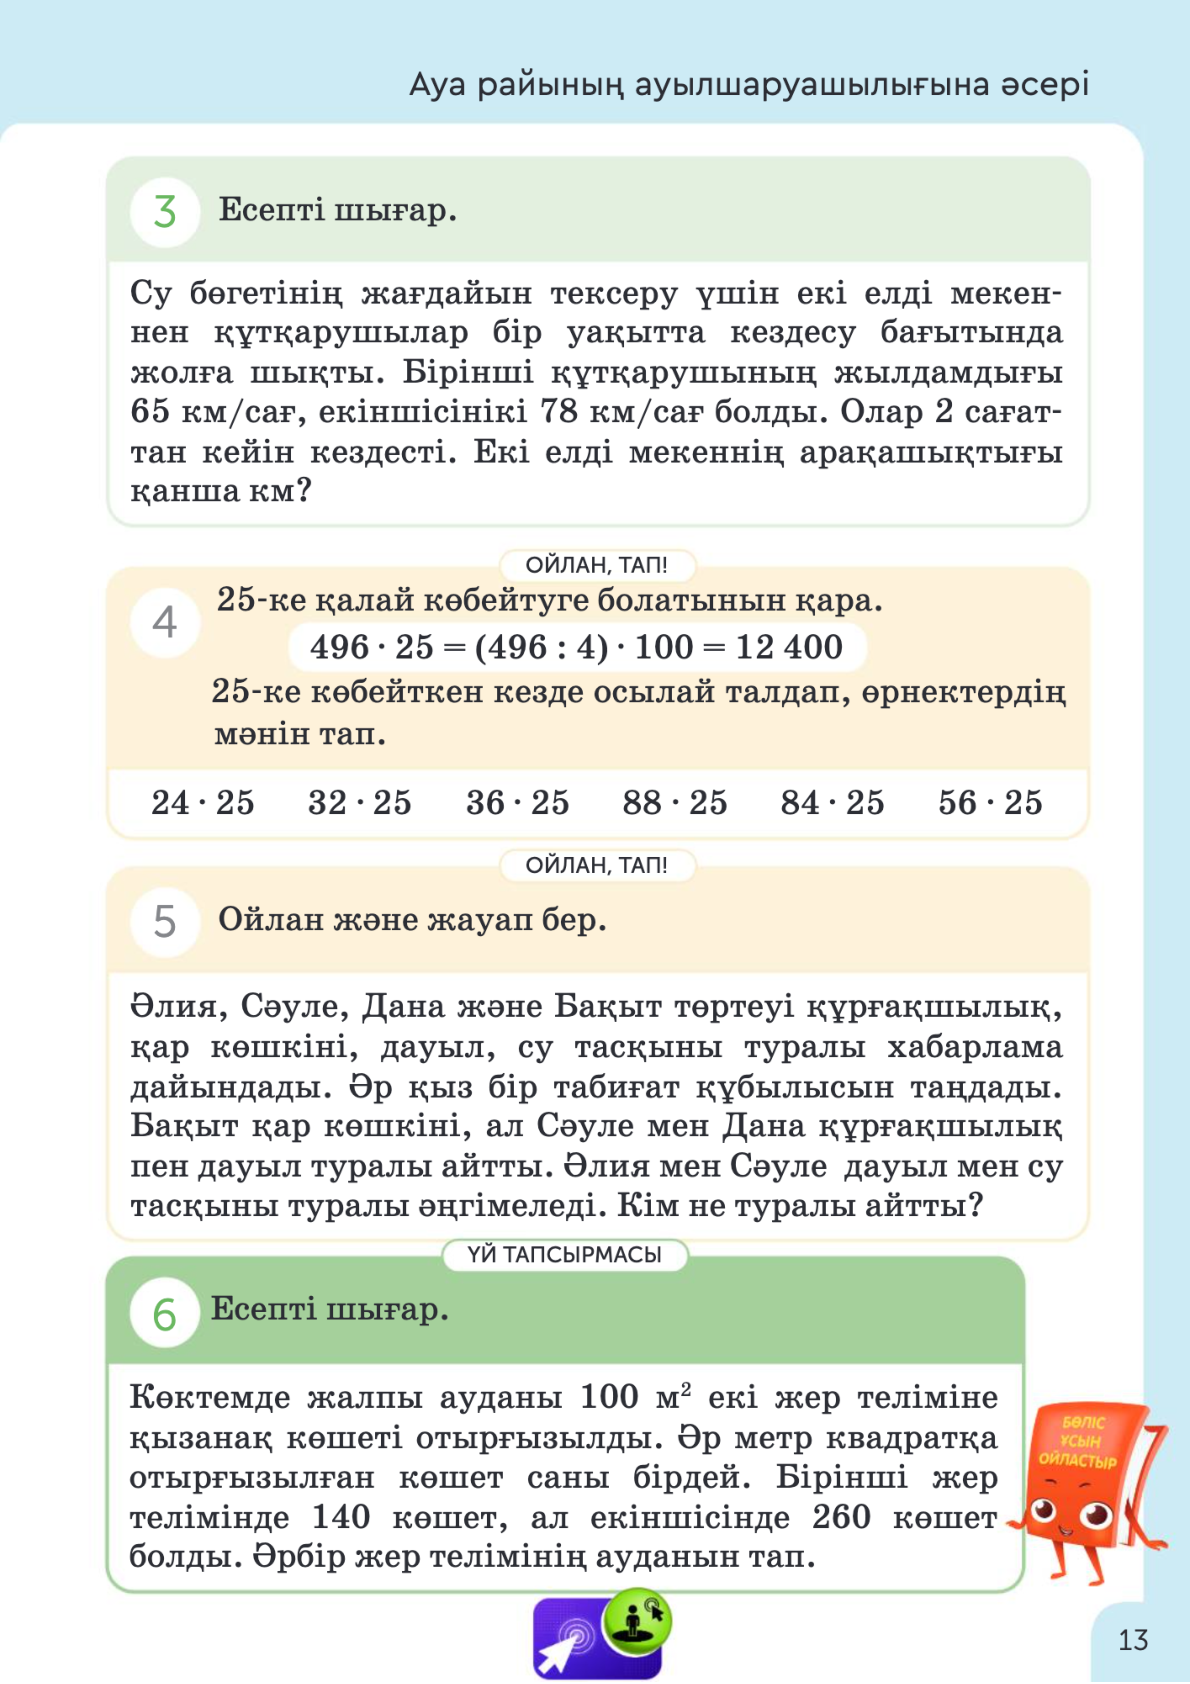 Ауа райының ауылшаруашылығына әсері
3 Есепті шығар.
Су бөгетінің жағдайын тексеру үшін екі елді мекен-
нен құтқарушылар бір уақытта кездесу бағытында
жолға шықты. Бірінші құтқарушының жылдамдығы
65 км/сағ, екіншісінікі 78 км/сағ болды. Олар 2 сағат-
тан кейін кездесті. Екі елді мекеннің арақашықтығы
қанша км?
ОЙЛАН, ТАП!
4 25-ке қалай көбейтуге болатынын қара.
496 · 25 = (496 : 4) · 100 = 12 400
25-ке көбейткен кезде осылай талдап, өрнектердің
мәнін тап.
24 · 25 32 · 25 36 · 25 88 · 25 84 · 25 56 · 25
ОЙЛАН, ТАП!
5 Ойлан және жауап бер.
Әлия, Сәуле, Дана және Бақыт төртеуі құрғақшылық,
қар көшкіні, дауыл, су тасқыны туралы хабарлама
дайындады. Әр қыз бір табиғат құбылысын таңдады.
Бақыт қар көшкіні, ал Сәуле мен Дана құрғақшылық
пен дауыл туралы айтты. Әлия мен Сәуле дауыл мен су
тасқыны туралы әңгімеледі. Кім не туралы айтты?
ҮЙ ТАПСЫРМАСЫ
6 Есепті шығар.
Көктемде жалпы ауданы 100 м² екі жер теліміне
қызанақ көшеті отырғызылды. Әр метр квадратқа
отырғызылған көшет саны бірдей. Бірінші жер
телімінде 140 көшет, ал екіншісінде 260 көшет
болды. Әрбір жер телімінің ауданын тап.
БӨЛІС
ҰСЫН
ОЙЛАСТЫР
13